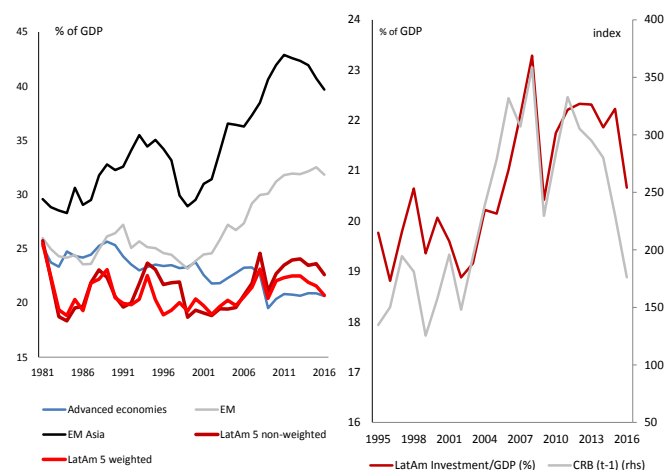 % of GDP
45
40
35
30
25
20
15
1981 1986 1991 1996 2001 2006 2011 2016
Advanced economies
EM
EM Asia
LatAm 5 non-weighted
LatAm 5 weighted
% of GDP
index
24
23
22
21
20
19
18
17
16
400
350
300
250
200
150
100
50
1995 1998 2001 2004 2007 2010 2013 2016
LatAm Investment/GDP (%)
CRB (t-1) (rhs)